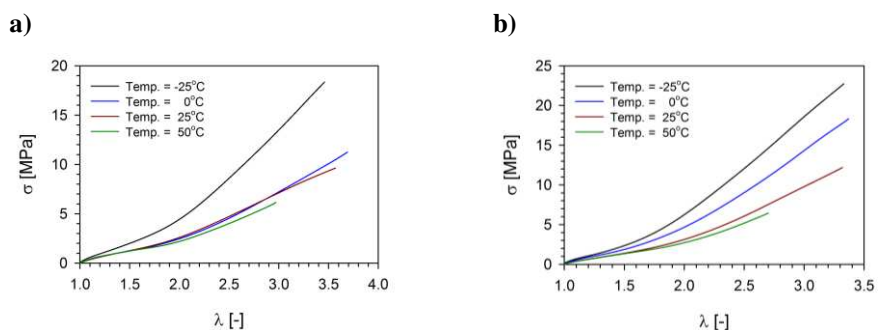 a)
20
15
10
5
0
σ [MPa]
Temp. = -25°C
Temp. = 0°C
Temp. = 25°C
Temp. = 50°C
1.0 1.5 2.0 2.5 3.0 3.5 4.0
λ [-]
b)
25
20
15
10
5
0
σ [MPa]
Temp. = -25°C
Temp. = 0°C
Temp. = 25°C
Temp. = 50°C
1.0 1.5 2.0 2.5 3.0 3.5
λ [-]